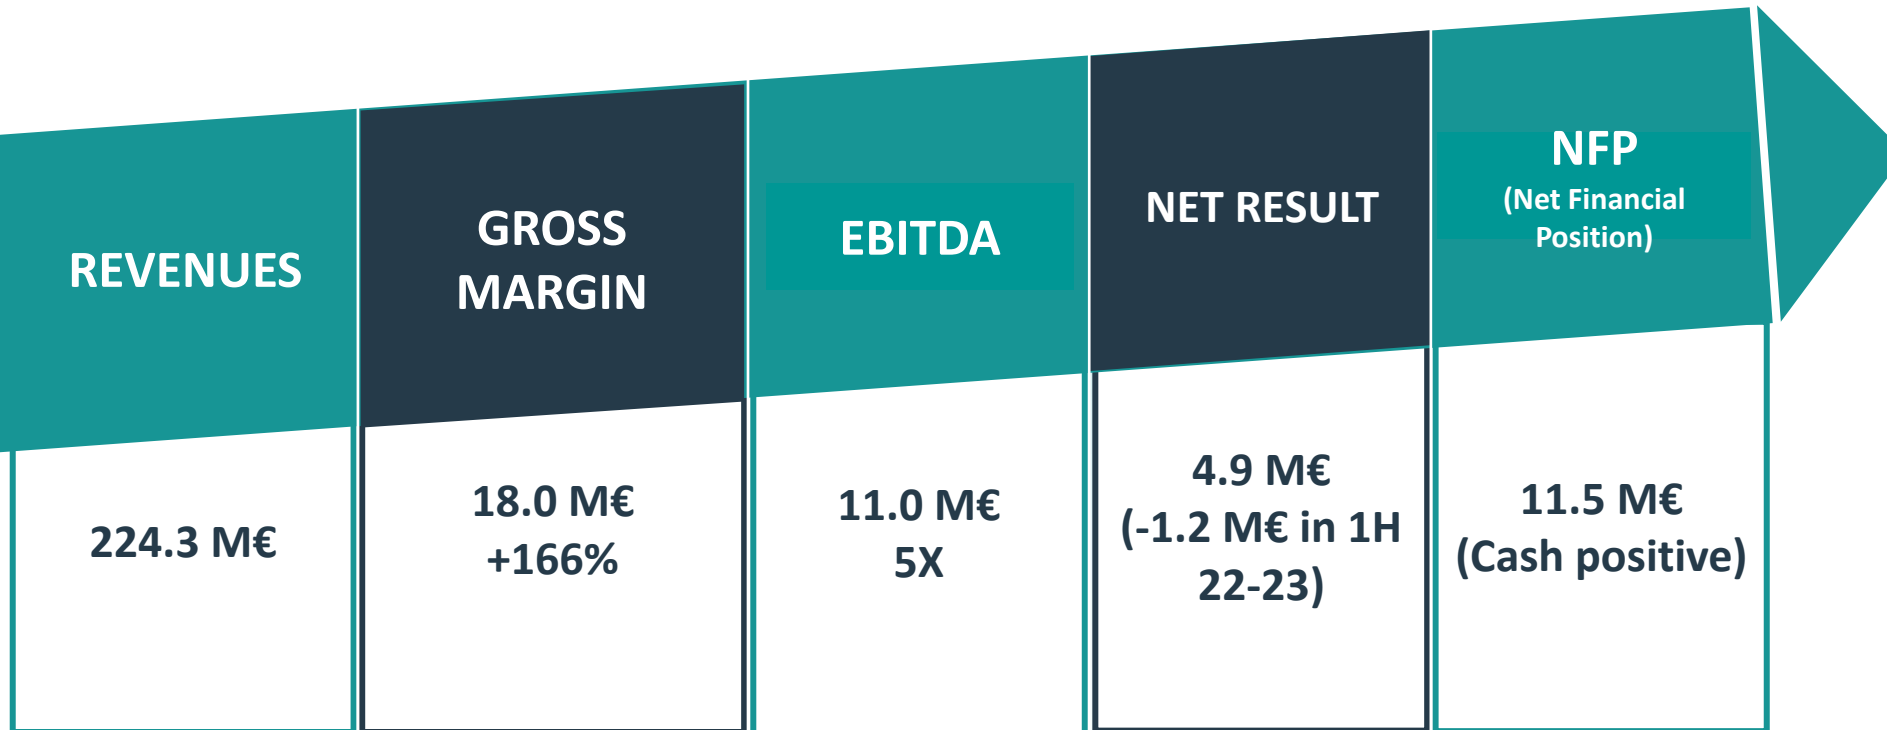 REVENUES
GROSS
MARGIN
EBITDA
NET RESULT
NFP
(Net Financial
Position)
224.3 M€
18.0 M€
+166%
11.0 M€
5X
4.9 M€
(-1.2 M€ in 1H
22-23)
11.5 M€
(Cash positive)